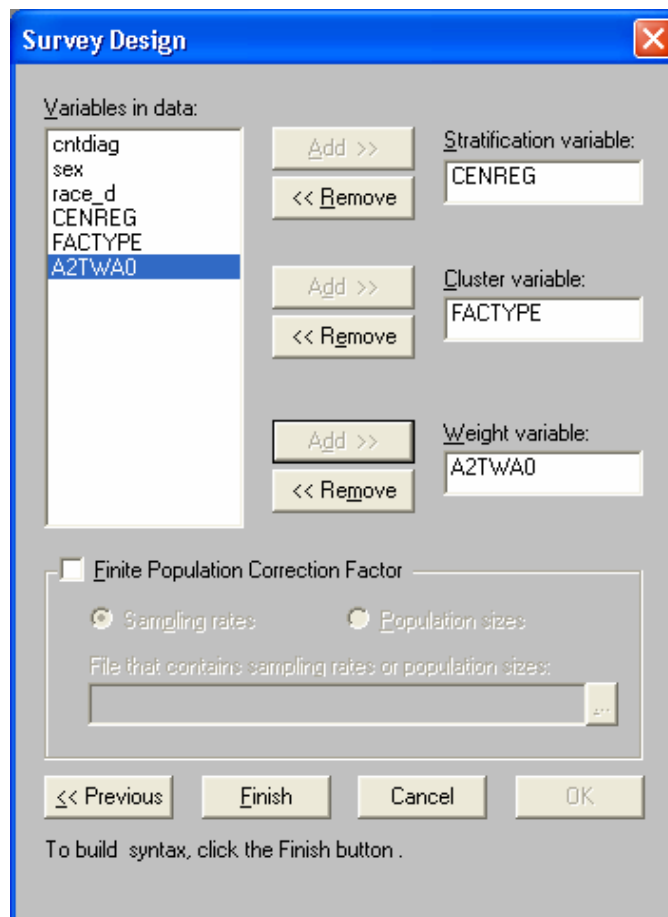 Survey Design
Variables in data:
cntdiag
sex
race_d
CENREG
FACTYPE
A2TWA0
Add >>
<< Remove
Stratification variable:
CENREG
Add >>
<< Remove
Cluster variable:
FACTYPE
Add >>
<< Remove
Weight variable:
A2TWA0
Finite Population Correction Factor
Sampling rates
Population sizes
File that contains sampling rates or population sizes:
...
<< Previous
Finish
Cancel
OK
To build syntax, click the Finish button .